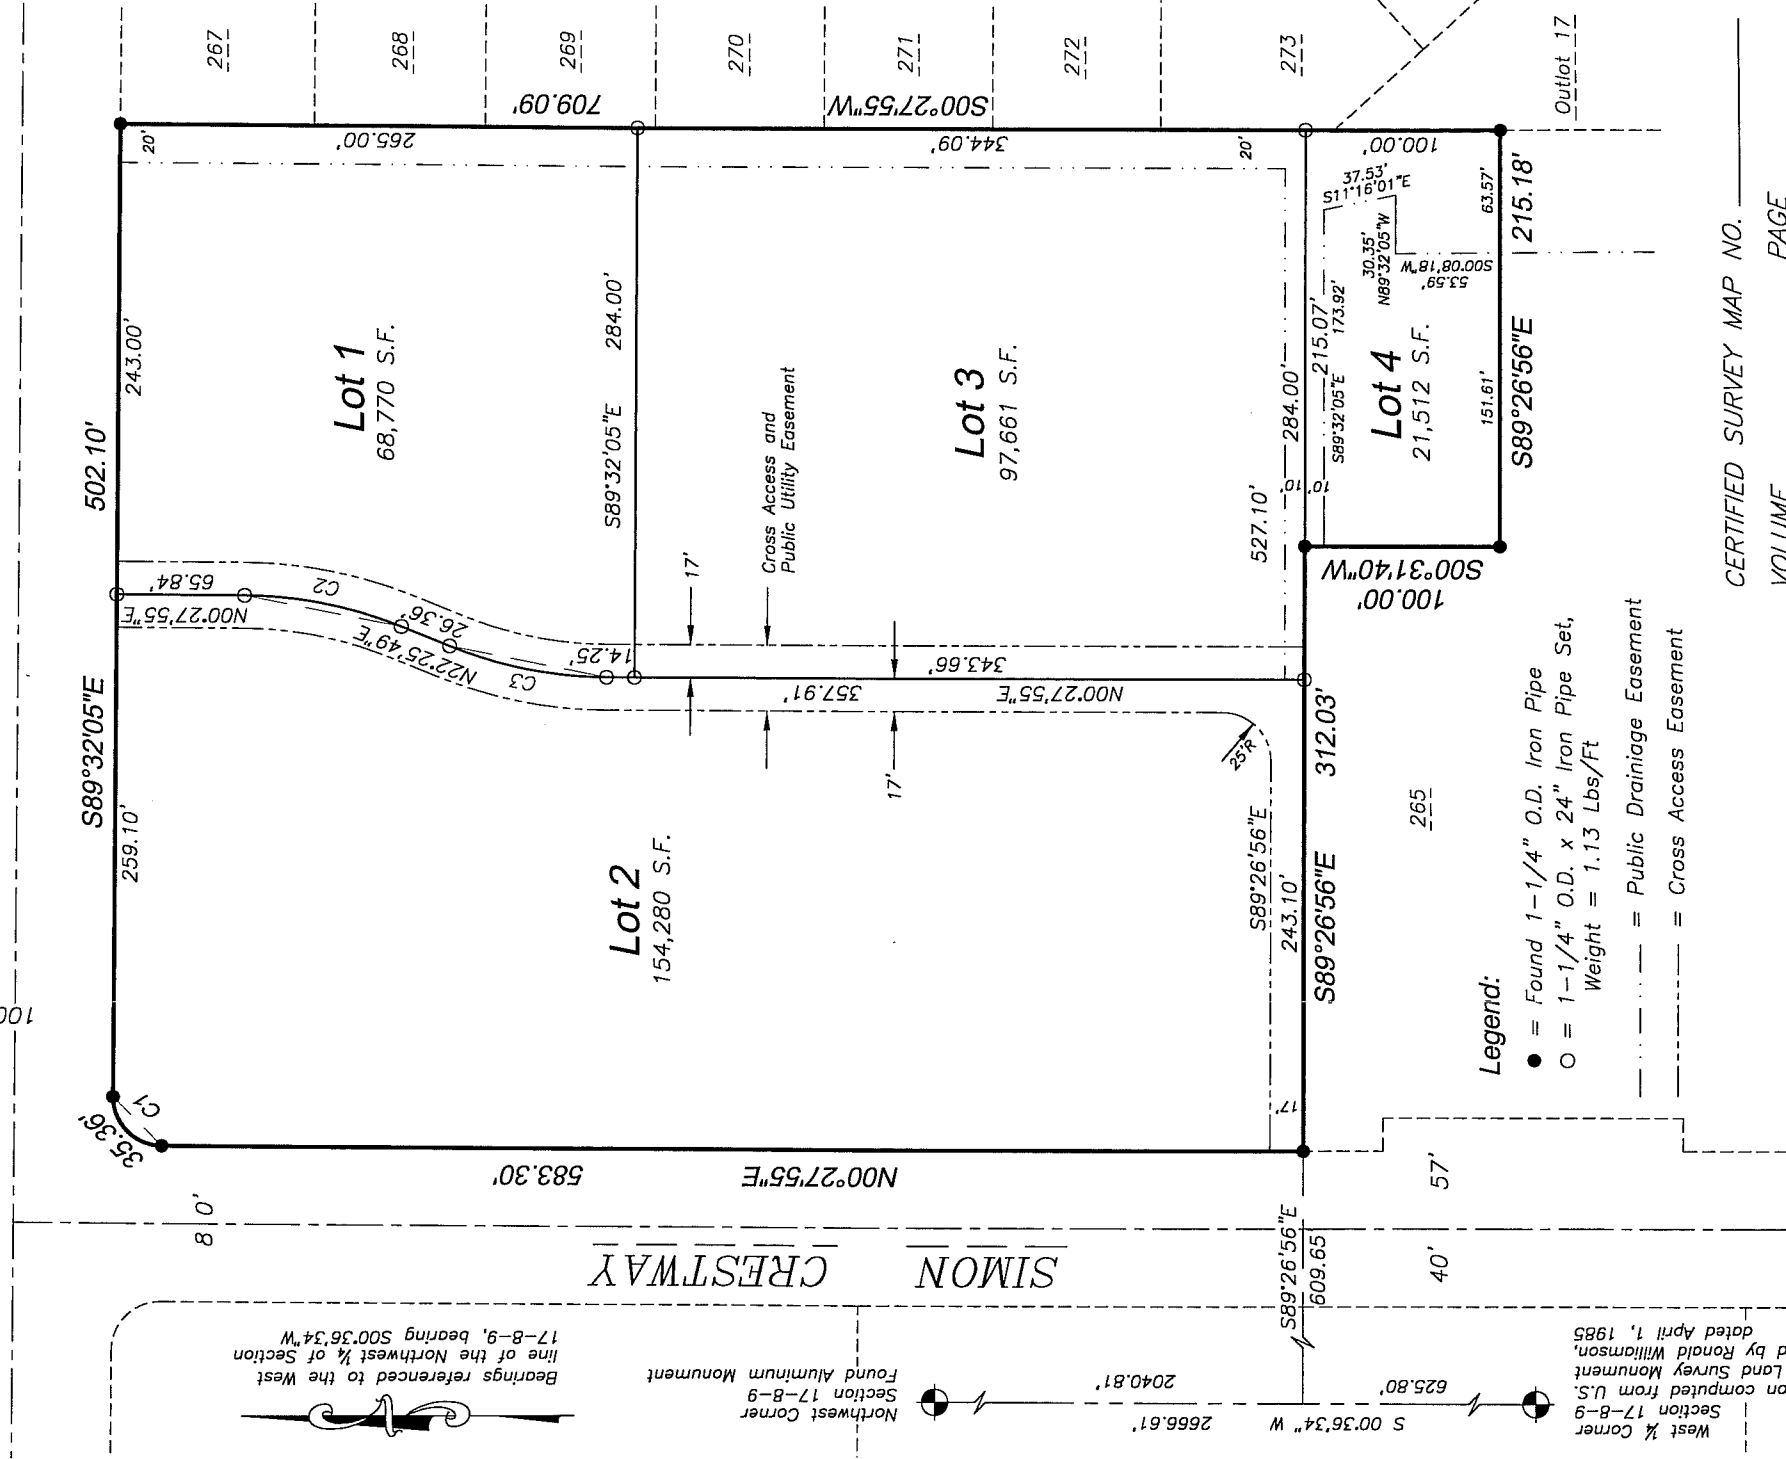 267
268
269
270
271
272
273
Outlot 17
709.09'
S00°27'55"W
20'
265.00'
344.09'
20'
100.00'
502.10'
S89°32'05"E
243.00'
259.10'
Lot 1
68,770 S.F.
S89°32'05"E 284.00'
Lot 3
97,661 S.F.
Cross Access and
Public Utility Easement
17'
17'
37.53'
S11°16'01"E
30.35'
N89°32'05"W
53.59'
S00°08'18"W
63.57'
215.18'
S89°26'56"E
151.61'
215.07'
S89°32'05"E 173.92'
Lot 4
21,512 S.F.
10'
10'
284.00'
527.10'
S00°31'40"W
100.00'
65.84'
N00°27'55"E
C2
26.36'
N22°25'49"E
C3
14.25'
343.66'
357.91'
N00°27'55"E
25'R
Lot 2
154,280 S.F.
S89°26'56"E
243.10'
312.03'
S89°26'56"E
17'
C1
35.36'
N00°27'55"E 583.30'
265
Legend:
● = Found 1-1/4" O.D. Iron Pipe
○ = 1-1/4" O.D. x 24" Iron Pipe Set,
Weight = 1.13 Lbs/Ft
= Public Drainiage Easement
= Cross Access Easement
CERTIFIED SURVEY MAP NO.
VOLUME PAGE
100
8 0'
57'
40'
SIMON CRESTWAY
S89°26'56"E
609.65
Bearings referenced to the West
line of the Northwest ¼ of Section
17-8-9, bearing S00°36'34"W
Northwest Corner
Section 17-8-9
Found Aluminum Monument
2040.81'
625.80'
S 00°36'34" W 2666.61'
West ¼ Corner
Section 17-8-9
on computed from U.S.
Land Survey Monument
d by Ronald Williamson,
dated April 1, 1985